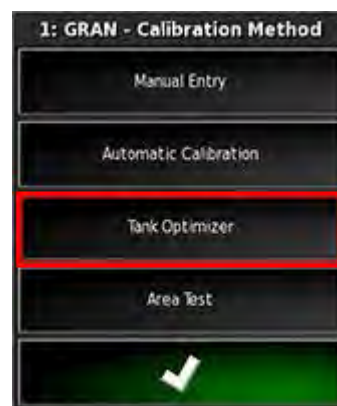 1: GRAN - Calibration Method
Manual Entry
Automatic Calibration
Tank Optimizer
Area Test